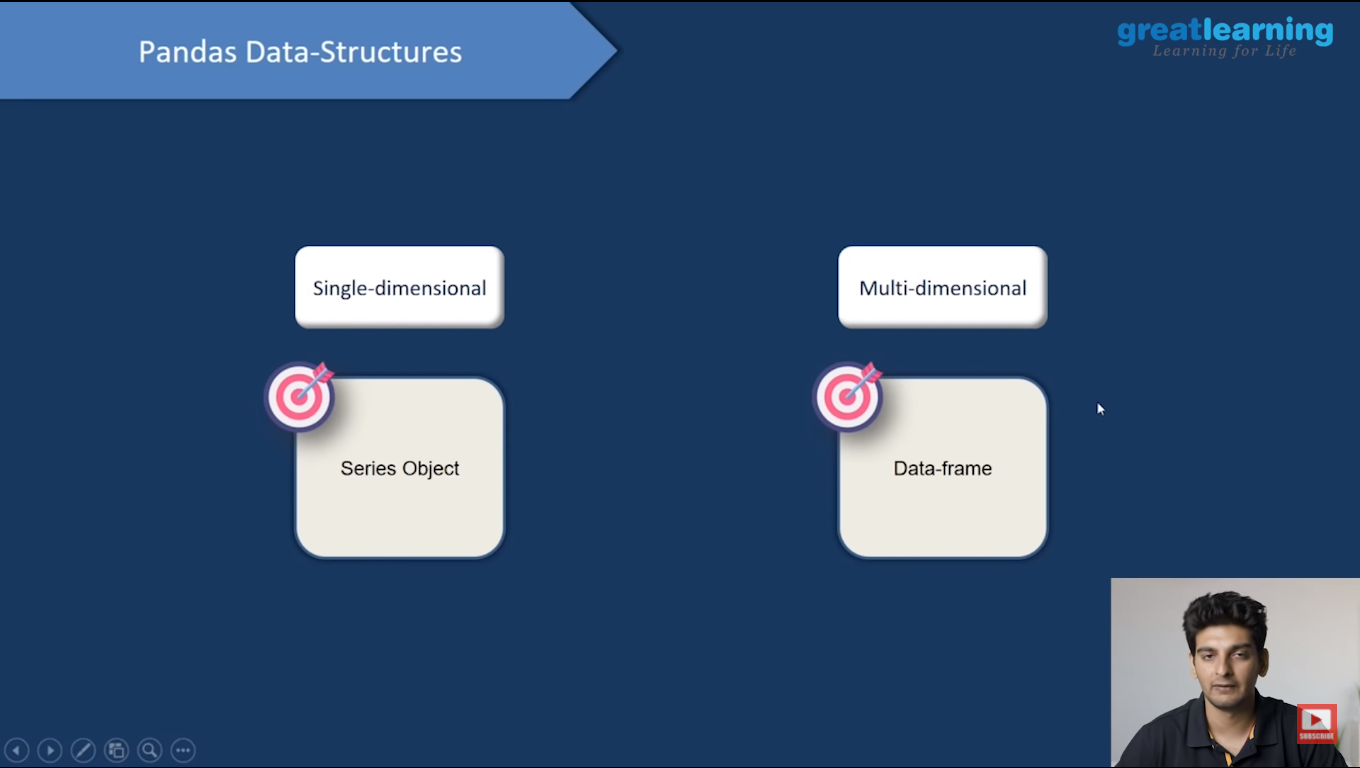 Pandas Data-Structures
greatlearning
Learning for Life
Single-dimensional
Multi-dimensional
Series Object
Data-frame
SUBSCRIBE